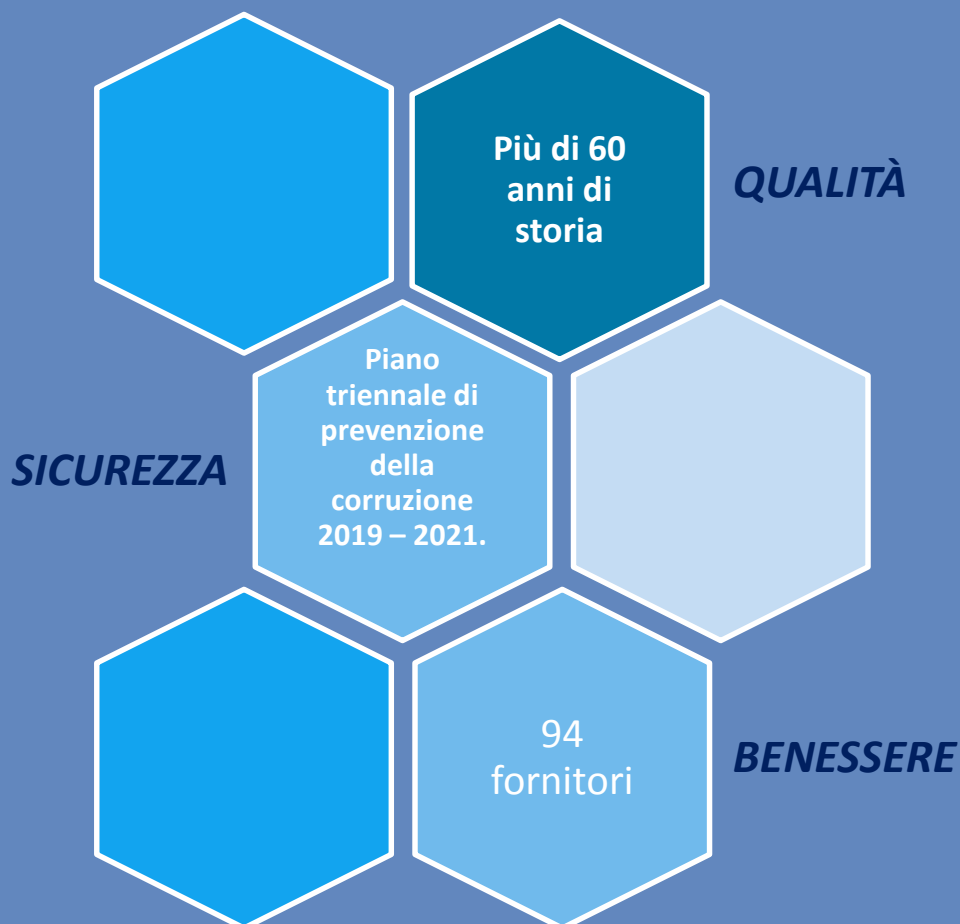 Più di 60
anni di
storia
QUALITÀ
Piano
triennale di
prevenzione
della
corruzione
2019 – 2021.
SICUREZZA
94
fornitori
BENESSERE